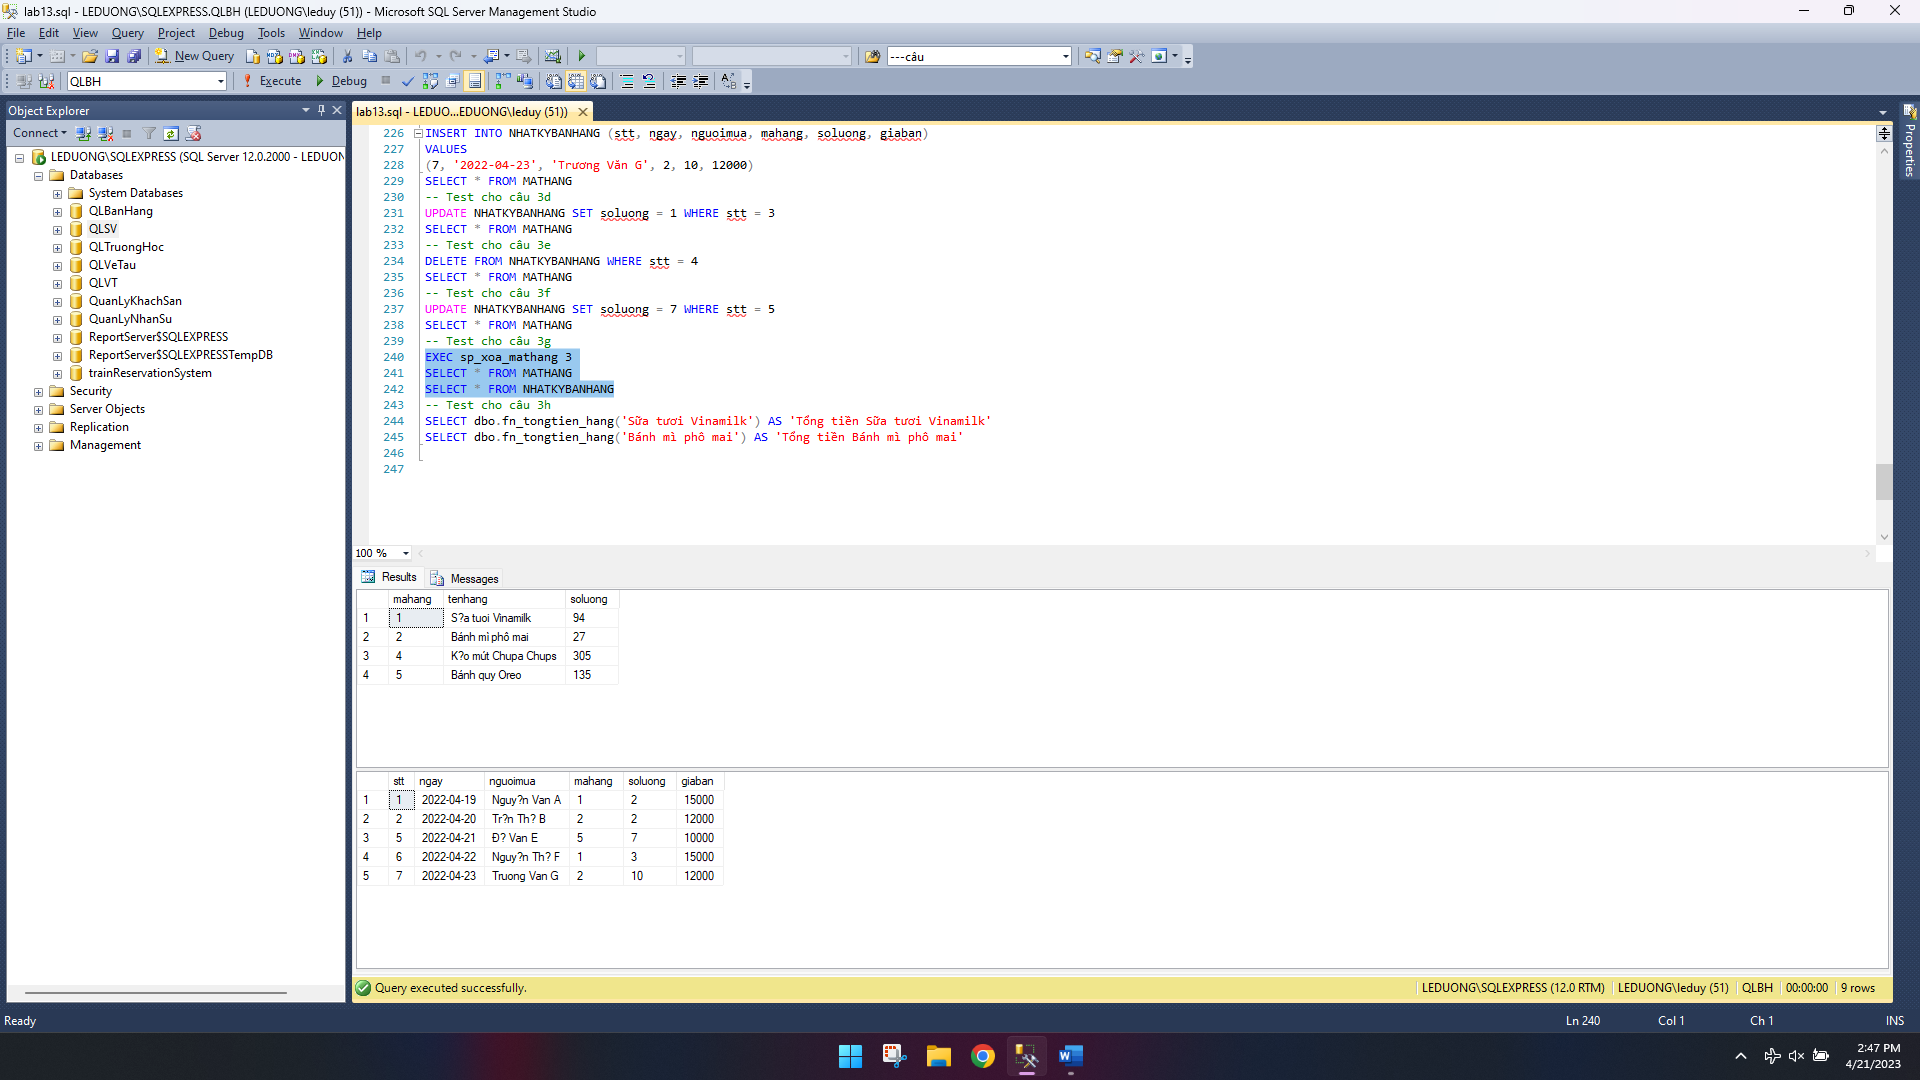 lab13.sql - LEDUONG\SQLEXPRESS.QLBH (LEDUONG\leduy (51)) - Microsoft SQL Server Management Studio
File Edit View Query Project Debug Tools Window Help
New Query
---câu
QLBH
Execute
Debug
Object Explorer
Connect
LEDUONG\SQLEXPRESS (SQL Server 12.0.2000 - LEDUON
Databases
System Databases
QLBanHang
QLSV
QLTruongHoc
QLVeTau
QLVT
QuanLyKhachSan
QuanLyNhanSu
ReportServer$SQLEXPRESS
ReportServer$SQLEXPRESSTempDB
trainReservationSystem
Security
Server Objects
Replication
Management
lab13.sql - LEDUO...EDUONG\leduy (51))
Properties
226 INSERT INTO NHATKYBANHANG (stt, ngay, nguoimua, mahang, soluong, giaban)
227 VALUES
228 (7, '2022-04-23', 'Trương Văn G', 2, 10, 12000)
229 SELECT * FROM MATHANG
230 -- Test cho câu 3d
231 UPDATE NHATKYBANHANG SET soluong = 1 WHERE stt = 3
232 SELECT * FROM MATHANG
233 -- Test cho câu 3e
234 DELETE FROM NHATKYBANHANG WHERE stt = 4
235 SELECT * FROM MATHANG
236 -- Test cho câu 3f
237 UPDATE NHATKYBANHANG SET soluong = 7 WHERE stt = 5
238 SELECT * FROM MATHANG
239 -- Test cho câu 3g
240 EXEC sp_xoa_mathang 3
241 SELECT * FROM MATHANG
242 SELECT * FROM NHATKYBANHANG
243 -- Test cho câu 3h
244 SELECT dbo.fn_tongtien_hang('Sữa tươi Vinamilk') AS 'Tổng tiền Sữa tươi Vinamilk'
245 SELECT dbo.fn_tongtien_hang('Bánh mì phô mai') AS 'Tổng tiền Bánh mì phô mai'
246
247
100 %
Results Messages
mahang tenhang soluong
1 1 S?a tuoi Vinamilk 94
2 2 Bánh mì phô mai 27
3 4 K?o mút Chupa Chups 305
4 5 Bánh quy Oreo 135
stt ngay nguoimua mahang soluong giaban
1 1 2022-04-19 Nguy?n Van A 1 2 15000
2 2 2022-04-20 Tr?n Th? B 2 2 12000
3 5 2022-04-21 Đ? Van E 5 7 10000
4 6 2022-04-22 Nguy?n Th? F 1 3 15000
5 7 2022-04-23 Truong Van G 2 10 12000
Query executed successfully.
LEDUONG\SQLEXPRESS (12.0 RTM) LEDUONG\leduy (51) QLBH 00:00:00 9 rows
Ready
Ln 240 Col 1 Ch 1 INS
2:47 PM
4/21/2023